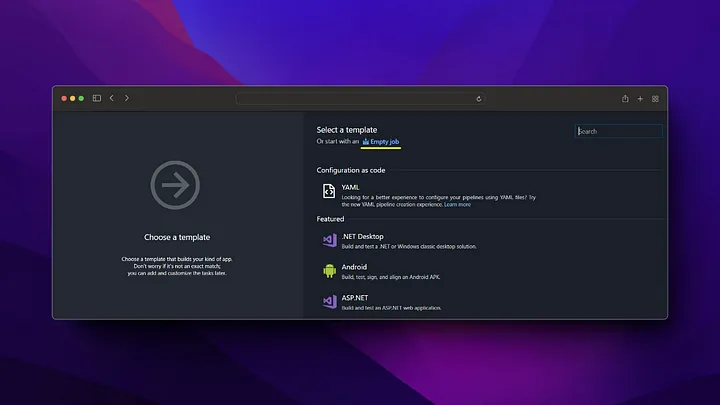 Choose a template
Choose a template that builds your kind of app.
Don't worry if it's not an exact match;
you can add and customize the tasks later.
Select a template
Or start with an Empty job
Search
Configuration as code
YAML
Looking for a better experience to configure your pipelines using YAML files? Try
the new YAML pipeline creation experience. Learn more
Featured
.NET Desktop
Build and test a .NET or Windows classic desktop solution.
Android
Build, test, sign, and align an Android APK.
ASP.NET
Build and test an ASP.NET web application.